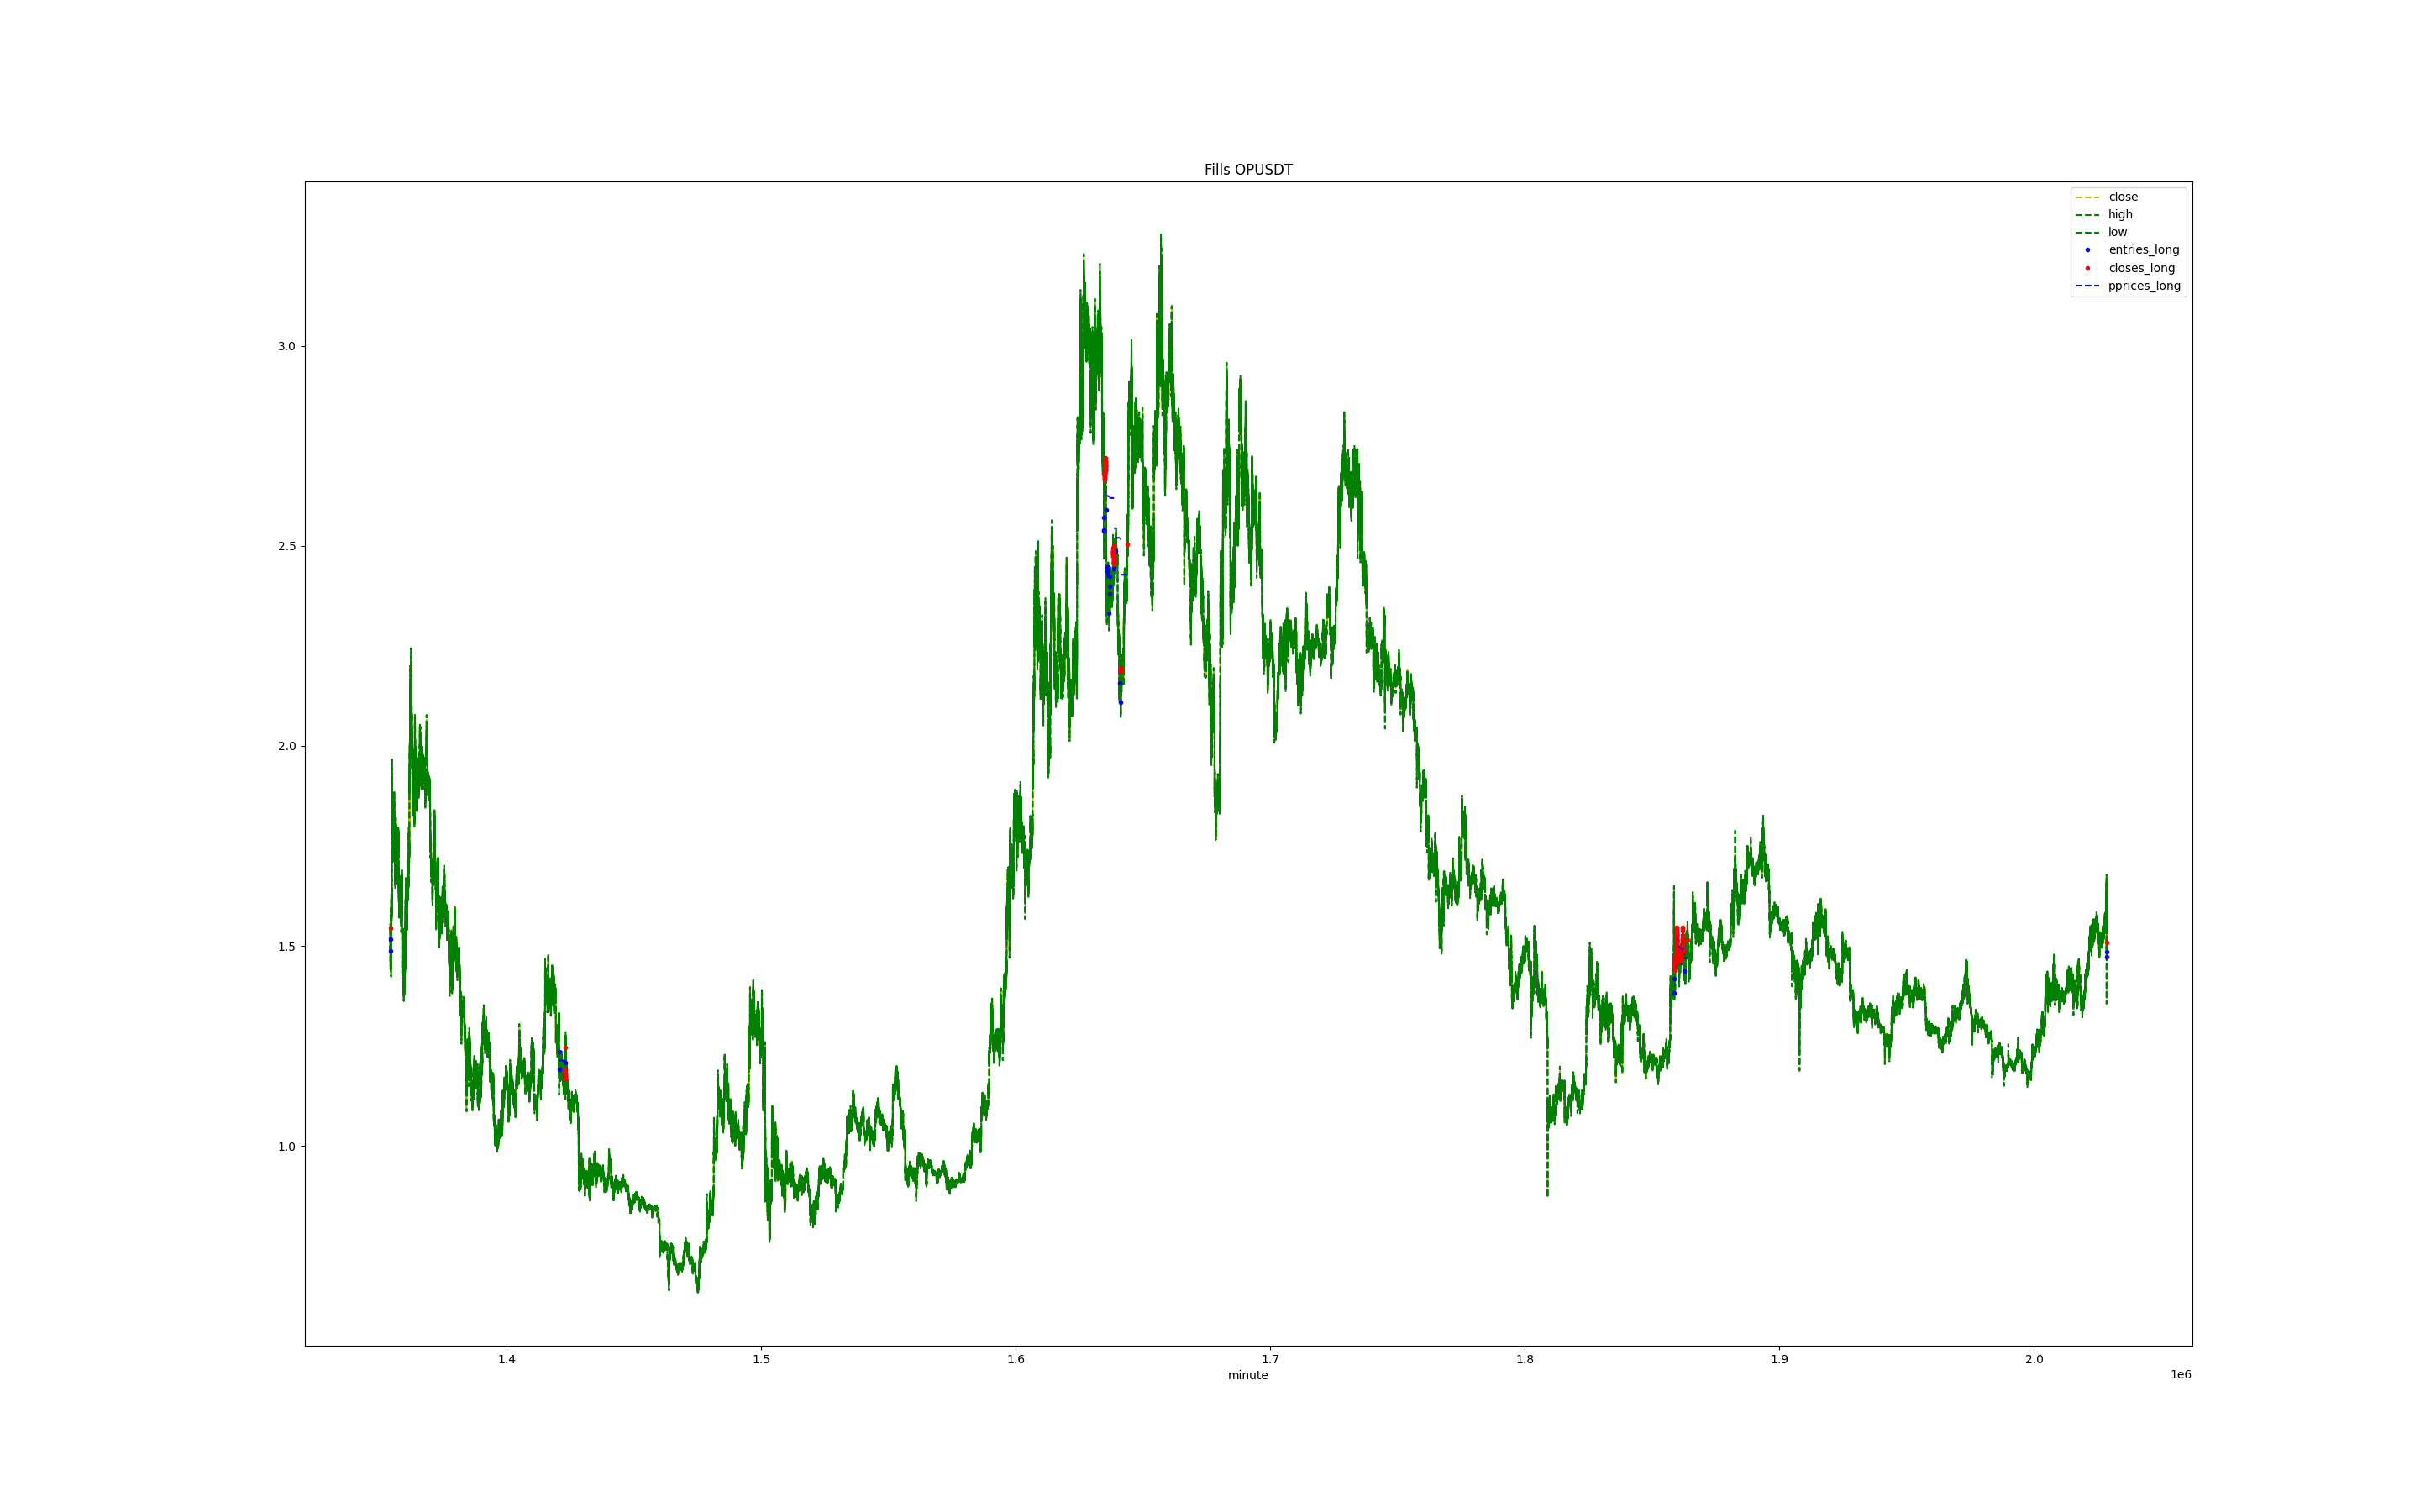 Fills OPUSDT
close
high
low
entries_long
closes_long
pprices_long
3.0
2.5
2.0
1.5
1.0
1.4 1.5 1.6 1.7 1.8 1.9 2.0
minute
1e6